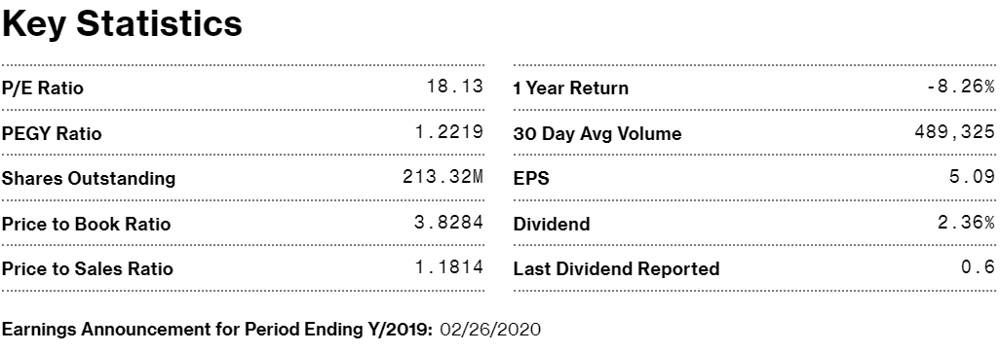 Key Statistics
P/E Ratio 18.13 1 Year Return -8.26%
PEGY Ratio 1.2219 30 Day Avg Volume 489,325
Shares Outstanding 213.32M EPS 5.09
Price to Book Ratio 3.8284 Dividend 2.36%
Price to Sales Ratio 1.1814 Last Dividend Reported 0.6
Earnings Announcement for Period Ending Y/2019: 02/26/2020